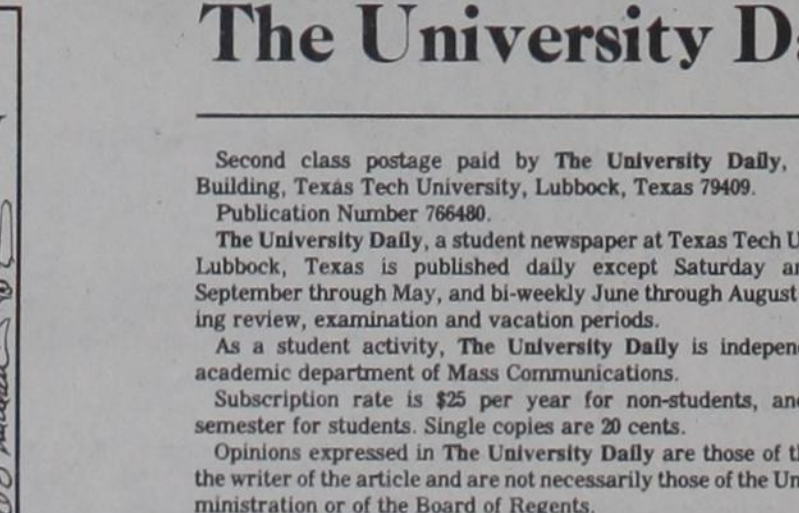 The University D
Second class postage paid by The University Daily,
Building, Texas Tech University, Lubbock, Texas 79409.
Publication Number 766480.
The University Daily, a student newspaper at Texas Tech U
Lubbock, Texas is published daily except Saturday an
September through May, and bi-weekly June through August
ing review, examination and vacation periods.
As a student activity, The University Daily is independ
academic department of Mass Communications.
Subscription rate is $25 per year for non-students, and
semester for students. Single copies are 20 cents.
Opinions expressed in The University Daily are those of th
the writer of the article and are not necessarily those of the Un
ministration or of the Board of Regents.